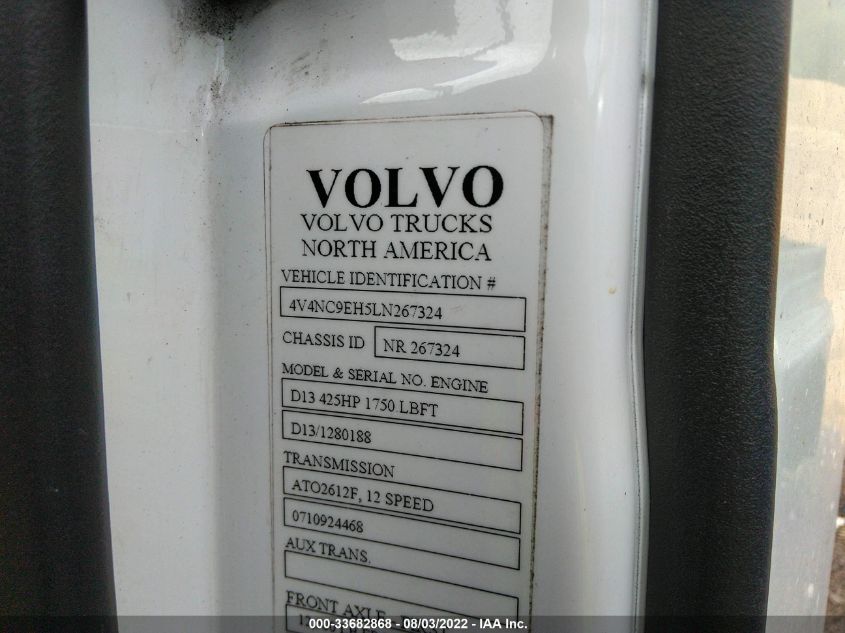 VOLVO
VOLVO TRUCKS
NORTH AMERICA
VEHICLE IDENTIFICATION #
4V4NC9EH5LN267324
CHASSIS ID NR 267324
MODEL & SERIAL NO. ENGINE
D13 425HP 1750 LBFT
D13/1280188
TRANSMISSION
ATO2612F, 12 SPEED
0710924468
AUX TRANS.
FRONT AXLE
000-33682868 - 08/03/2022 - IAA Inc.